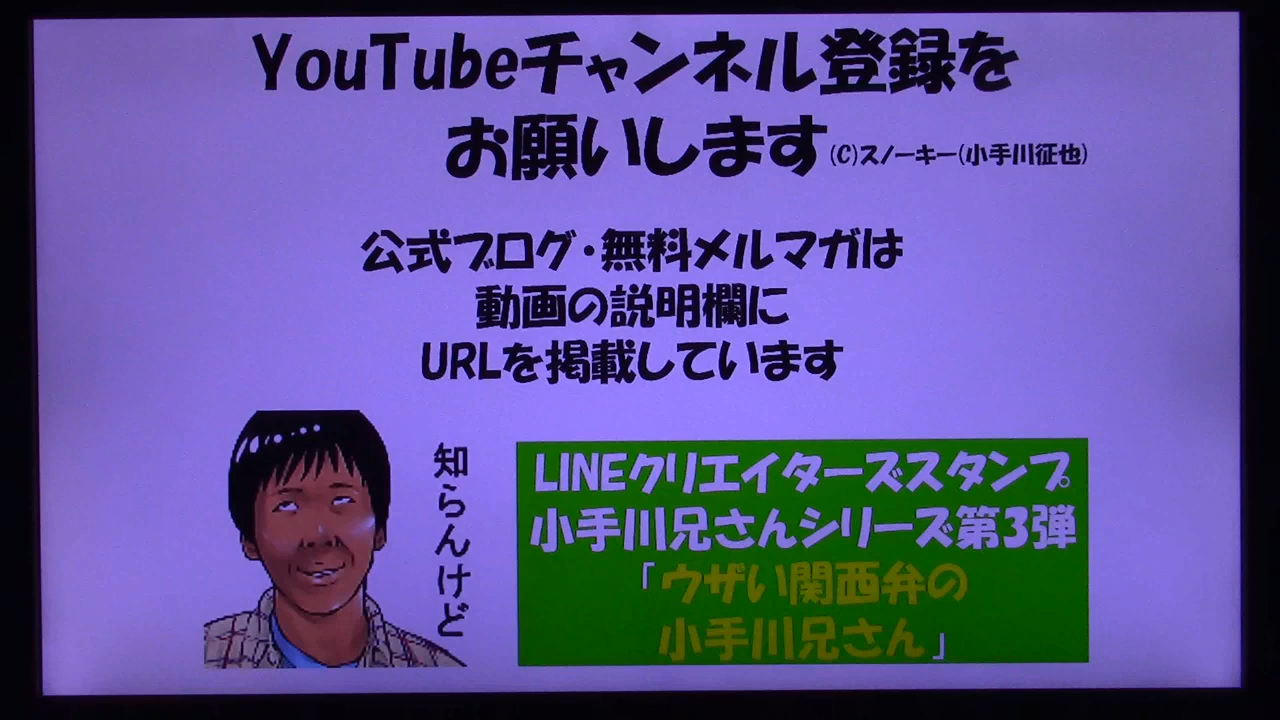 YouTubeチャンネル登録を
お願いします(C)スノーキー(小手川征也)
公式ブログ・無料メルマガは
動画の説明欄に
URLを掲載しています
知らんけど
LINEクリエイターズスタンプ
小手川兄さんシリーズ第3弾
「ウザい関西弁の
小手川兄さん」